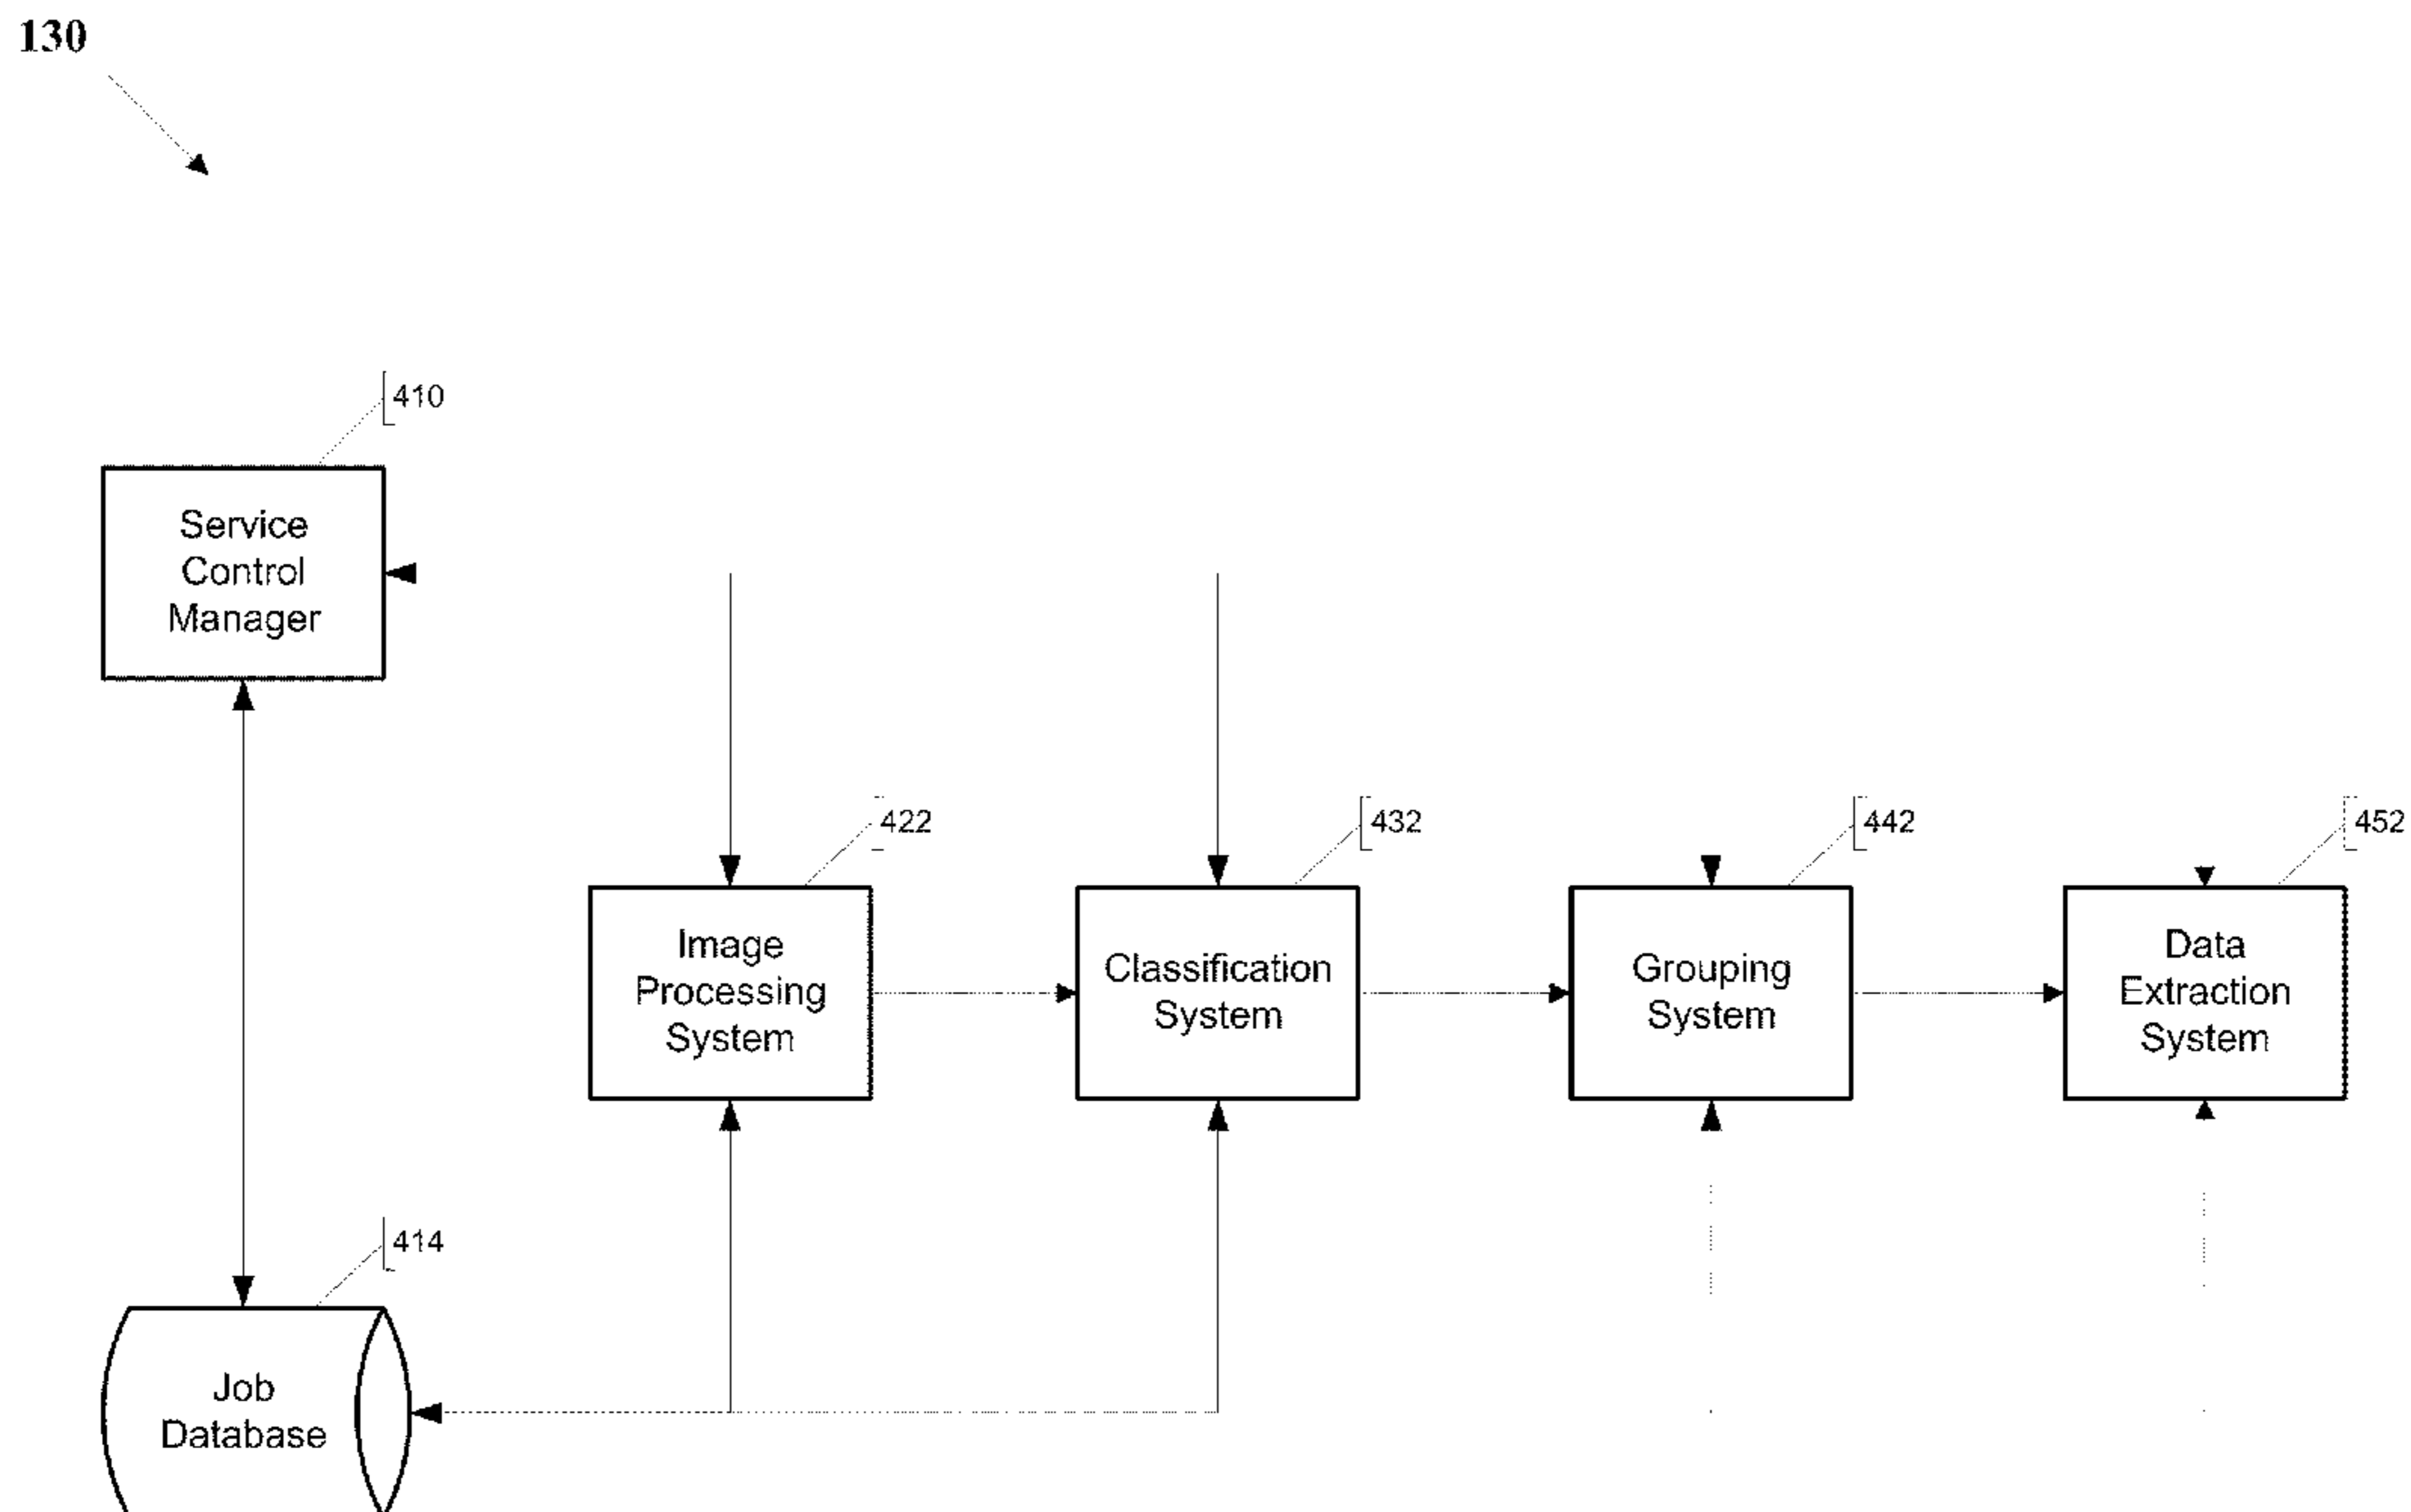 130
410
Service
Control
Manager
422
432
442
452
Image
Processing
System
Classification
System
Grouping
System
Data
Extraction
System
414
Job
Database